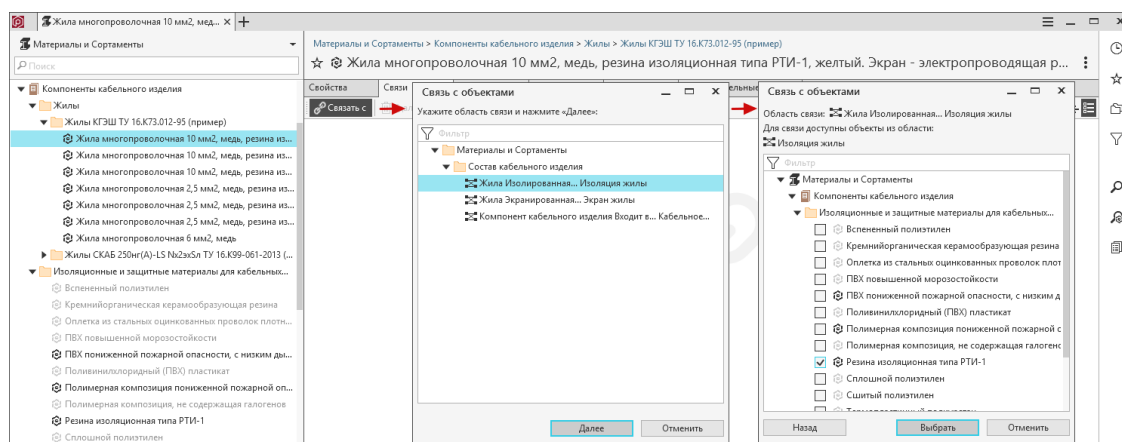 Жила многопроволочная 10 мм2, мед...
Материалы и Сортаменты
Поиск
Компоненты кабельного изделия
Жилы
Жилы КГЭШ ТУ 16.К73.012-95 (пример)
Жила многопроволочная 10 мм2, медь, резина из...
Жила многопроволочная 10 мм2, медь, резина из...
Жила многопроволочная 10 мм2, медь, резина из...
Жила многопроволочная 2,5 мм2, медь, резина из...
Жила многопроволочная 2,5 мм2, медь, резина из...
Жила многопроволочная 2,5 мм2, медь, резина из...
Жила многопроволочная 6 мм2, медь
Жилы СКАБ 250нг(А)-LS Nx2эxSл ТУ 16.К99-061-2013 (...
Изоляционные и защитные материалы для кабельных...
Вспененный полиэтилен
Кремнийорганическая керамообразующая резина
Оплетка из стальных оцинкованных проволок плотн...
ПВХ повышенной морозостойкости
ПВХ пониженной пожарной опасности, с низким ды...
Поливинилхлоридный (ПВХ) пластикат
Полимерная композиция пониженной пожарной оп...
Полимерная композиция, не содержащая галогенов
Резина изоляционная типа РТИ-1
Сплошной полиэтилен
Материалы и Сортаменты > Компоненты кабельного изделия > Жилы > Жилы КГЭШ ТУ 16.К73.012-95 (пример)
Жила многопроволочная 10 мм2, медь, резина изоляционная типа РТИ-1, желтый. Экран - электропроводящая р...
Свойства
Связи
Связать с
Связь с объектами
Укажите область связи и нажмите «Далее»:
Фильтр
Материалы и Сортаменты
Состав кабельного изделия
Жила Изолированная... Изоляция жилы
Жила Экранированная... Экран жилы
Компонент кабельного изделия Входит в... Кабельное...
Далее
Отменить
Связь с объектами
Область связи: Жила Изолированная... Изоляция жилы
Для связи доступны объекты из области:
Изоляция жилы
Фильтр
Материалы и Сортаменты
Компоненты кабельного изделия
Изоляционные и защитные материалы для кабельных...
Вспененный полиэтилен
Кремнийорганическая керамообразующая резина
Оплетка из стальных оцинкованных проволок плот
ПВХ повышенной морозостойкости
ПВХ пониженной пожарной опасности, с низким д
Поливинилхлоридный (ПВХ) пластикат
Полимерная композиция пониженной пожарной о
Полимерная композиция, не содержащая галогенс
Резина изоляционная типа РТИ-1
Сплошной полиэтилен
Сшитый полиэтилен
Назад
Выбрать
Отменить